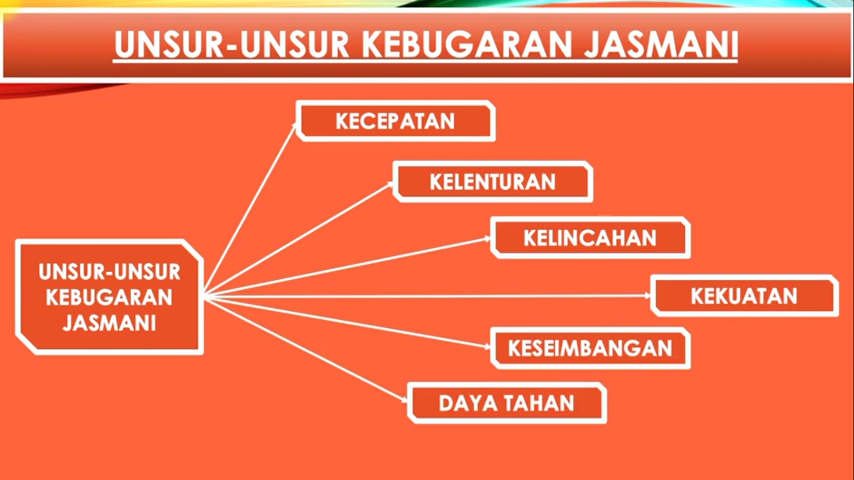 UNSUR-UNSUR KEBUGARAN JASMANI
KECEPATAN
KELENTURAN
KELINCAHAN
UNSUR-UNSUR
KEBUGARAN
JASMANI
KEKUATAN
KESEIMBANGAN
DAYA TAHAN